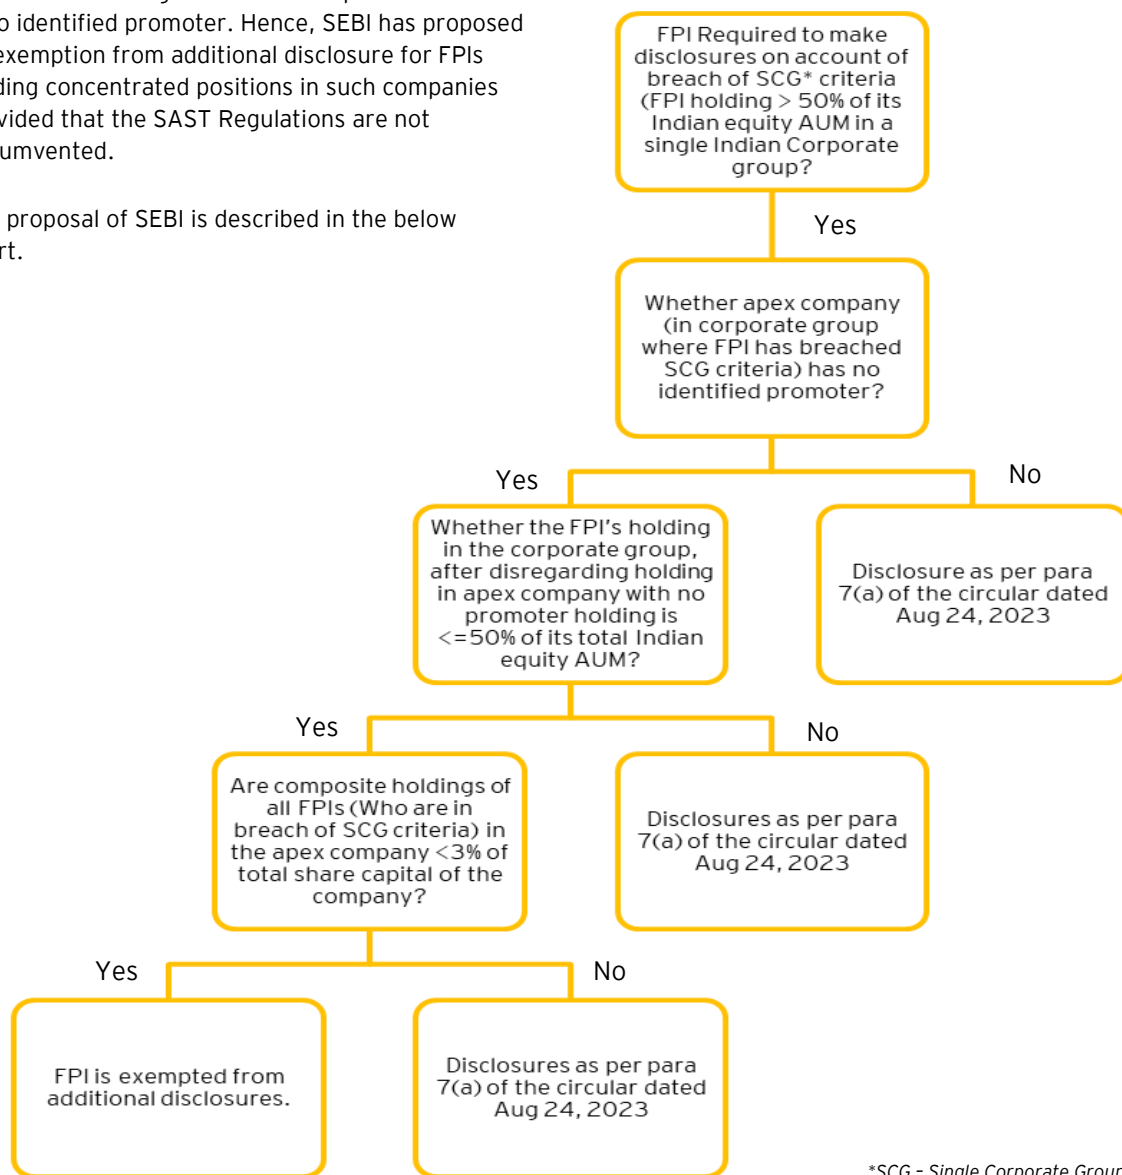 o identified promoter. Hence, SEBI has proposed
exemption from additional disclosure for FPIs
ding concentrated positions in such companies
vided that the SAST Regulations are not
umvented.
proposal of SEBI is described in the below
rt.
FPI Required to make
disclosures on account of
breach of SCG* criteria
(FPI holding > 50% of its
Indian equity AUM in a
single Indian Corporate
group?
Yes
Whether apex company
(in corporate group
where FPI has breached
SCG criteria) has no
identified promoter?
Yes
No
Whether the FPI's holding
in the corporate group,
after disregarding holding
in apex company with no
promoter holding is
<=50% of its total Indian
equity AUM?
Disclosure as per para
7(a) of the circular dated
Aug 24, 2023
Yes
No
Are composite holdings of
all FPIs (Who are in
breach of SCG criteria) in
the apex company <3% of
total share capital of the
company?
Disclosures as per para
7(a) of the circular dated
Aug 24, 2023
Yes
No
FPI is exempted from
additional disclosures.
Disclosures as per para
7(a) of the circular dated
Aug 24, 2023
*SCG – Single Corporate Group